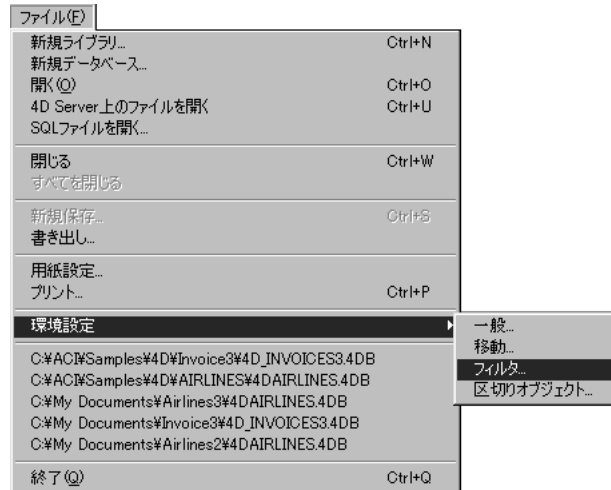 ファイル(F)
新規ライブラリ... Ctrl+N
新規データベース...
開く(O) Ctrl+O
4D Server上のファイルを開く Ctrl+U
SQLファイルを開く...
閉じる Ctrl+W
すべてを閉じる
新規保存... Ctrl+S
書き出し...
用紙設定...
プリント... Ctrl+P
環境設定
一般...
移動...
フィルタ...
区切りオブジェクト...
C:¥ACI¥Samples¥4D¥Invoice3¥4D_INVOICES3.4DB
C:¥ACI¥Samples¥4D¥AIRLINES¥4DAIRLINES.4DB
C:¥My Documents¥Airlines3¥4DAIRLINES.4DB
C:¥My Documents¥Invoice3¥4D_INVOICES3.4DB
C:¥My Documents¥Airlines2¥4DAIRLINES.4DB
終了(Q) Ctrl+Q